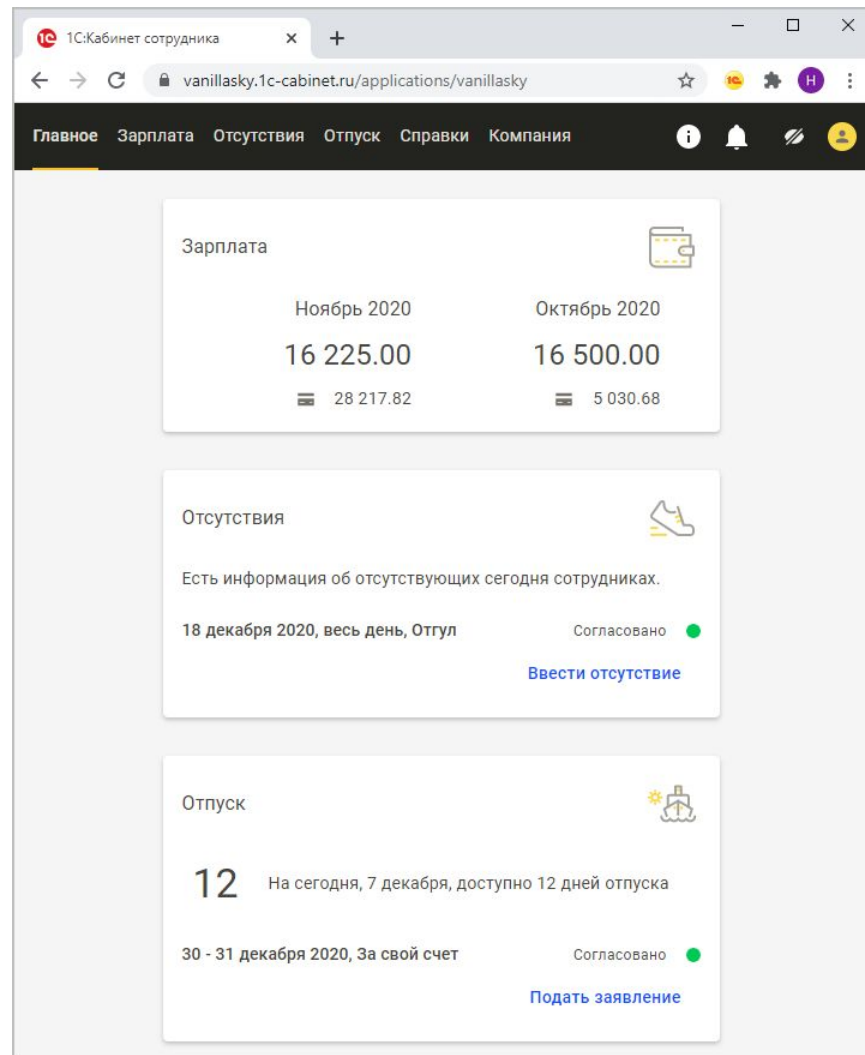 1С:Кабинет сотрудника
vanillasky.1c-cabinet.ru/applications/vanillasky
1С
Н
Главное Зарплата Отсутствия Отпуск Справки Компания
Зарплата
Ноябрь 2020 Октябрь 2020
16 225.00 16 500.00
28 217.82 5 030.68
Отсутствия
Есть информация об отсутствующих сегодня сотрудниках.
18 декабря 2020, весь день, Отгул Согласовано
Ввести отсутствие
Отпуск
12 На сегодня, 7 декабря, доступно 12 дней отпуска
30 - 31 декабря 2020, За свой счет Согласовано
Подать заявление